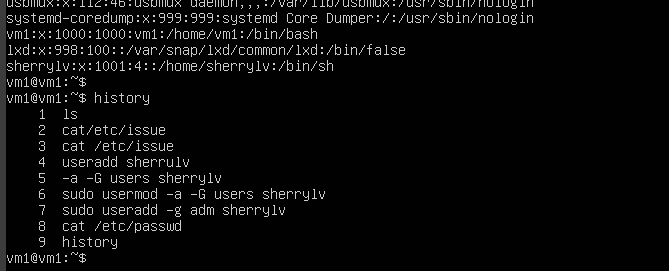 usbmux:x:112:46:usbmux daemon,,,:/var/lib/usbmux:/usr/sbin/nologin
systemd-coredump:x:999:999:systemd Core Dumper:/:/usr/sbin/nologin
vm1:x:1000:1000:vm1:/home/vm1:/bin/bash
lxd:x:998:100::/var/snap/lxd/common/lxd:/bin/false
sherrylv:x:1001:4::/home/sherrylv:/bin/sh
vm1@vm1:~$
vm1@vm1:~$ history
1 ls
2 cat/etc/issue
3 cat /etc/issue
4 useradd sherrulv
5 -a -G users sherrylv
6 sudo usermod -a -G users sherrylv
7 sudo useradd -g adm sherrylv
8 cat /etc/passwd
9 history
vm1@vm1:~$